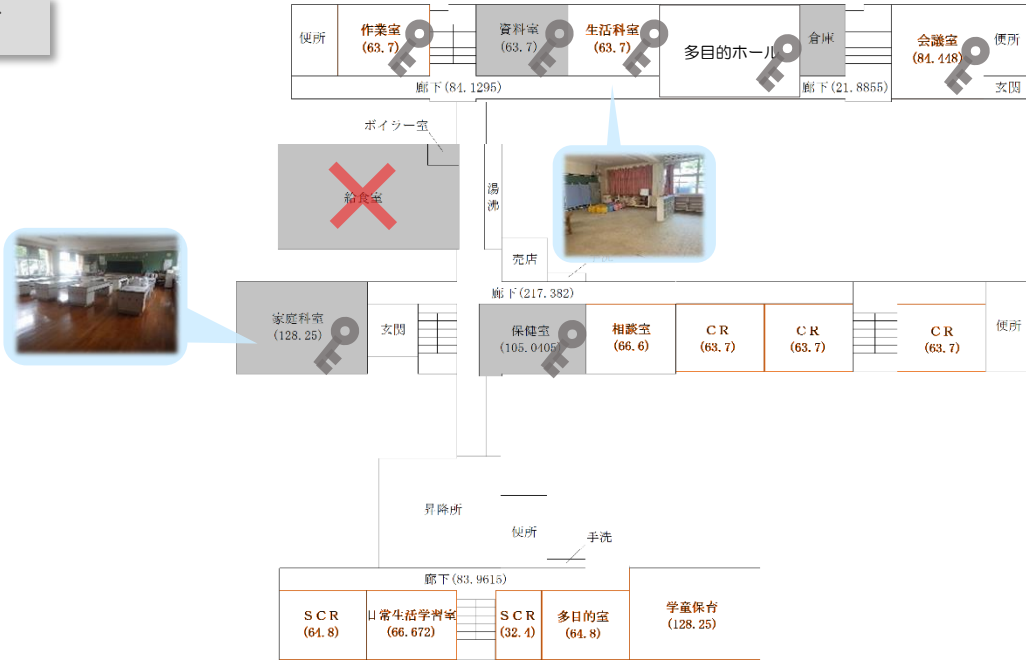 便所
作業室
(63.7)
資料室
(63.7)
生活科室
(63.7)
多目的ホール
倉庫
会議室
(84.448)
便所
廊下(84.1295)
廊下(21.8855)
玄関
ボイラー室
給食室
湯沸
売店
廊下(217.382)
家庭科室
(128.25)
玄関
保健室
(105.0405)
相談室
(66.6)
CR
(63.7)
CR
(63.7)
CR
(63.7)
便所
昇降所
便所
手洗
廊下(83.9615)
SCR
(64.8)
日常生活学習室
(66.672)
SCR
(32.4)
多目的室
(64.8)
学童保育
(128.25)